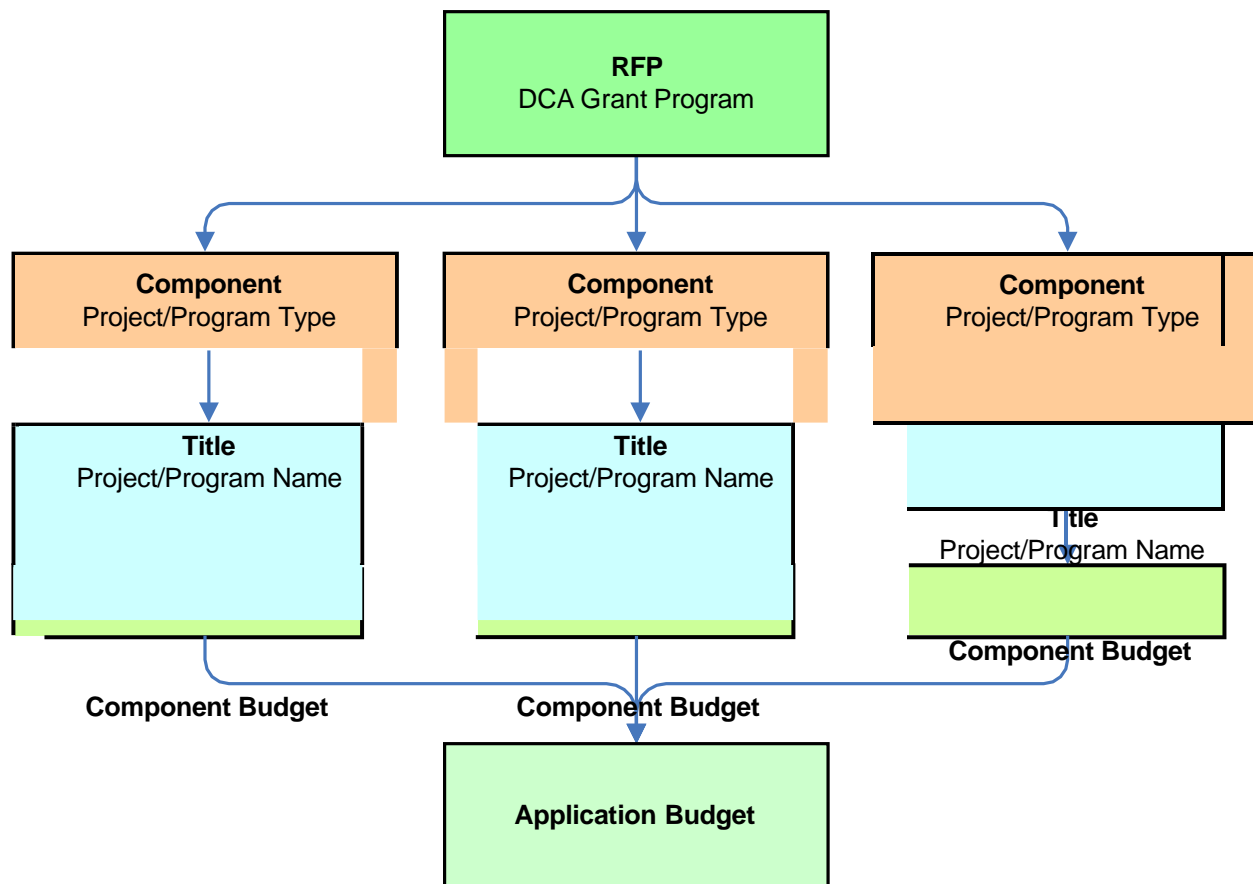 RFP
DCA Grant Program
Component
Project/Program Type
Component
Project/Program Type
Component
Project/Program Type
Title
Project/Program Name
Title
Project/Program Name
Title
Project/Program Name
Component Budget
Component Budget
Component Budget
Application Budget